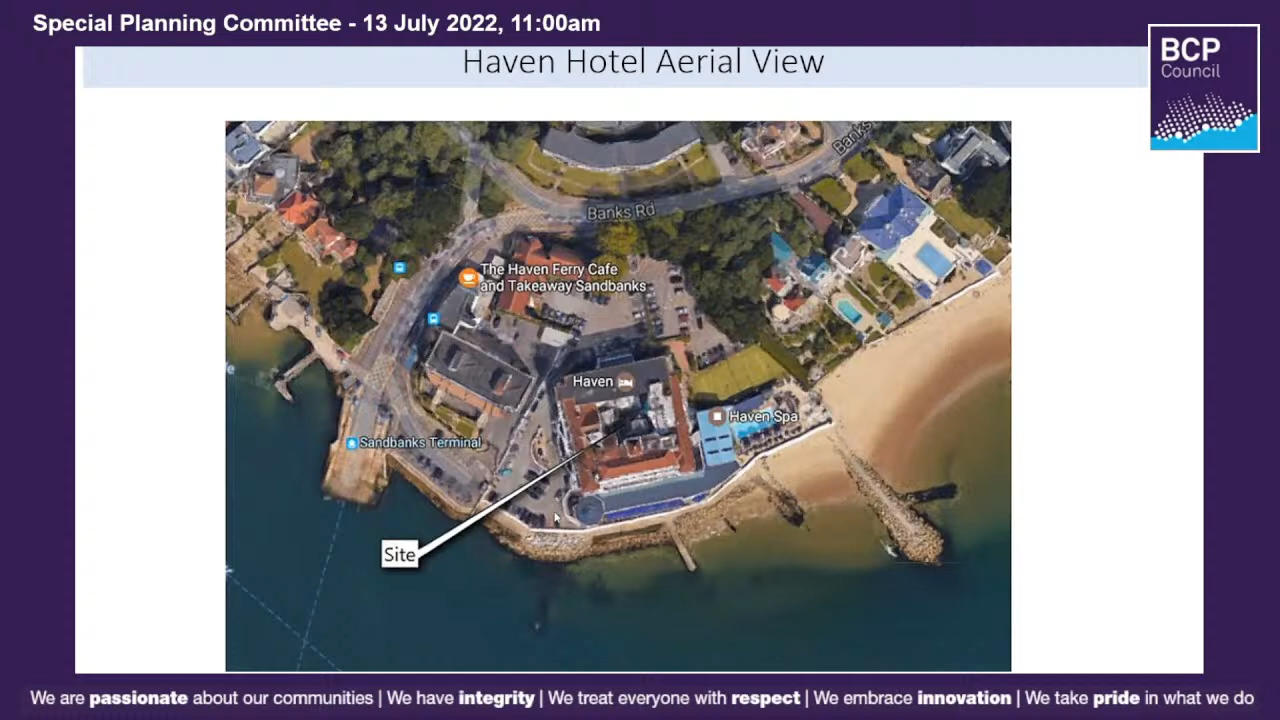 Special Planning Committee - 13 July 2022, 11:00am
Haven Hotel Aerial View
BCP
Council
Banks
Banks Rd
The Haven Ferry Cafe
and Takeaway Sandbanks
Haven
Haven Spa
Sandbanks Terminal
Site
We are passionate about our communities | We have integrity | We treat everyone with respect | We embrace innovation | We take pride in what we do